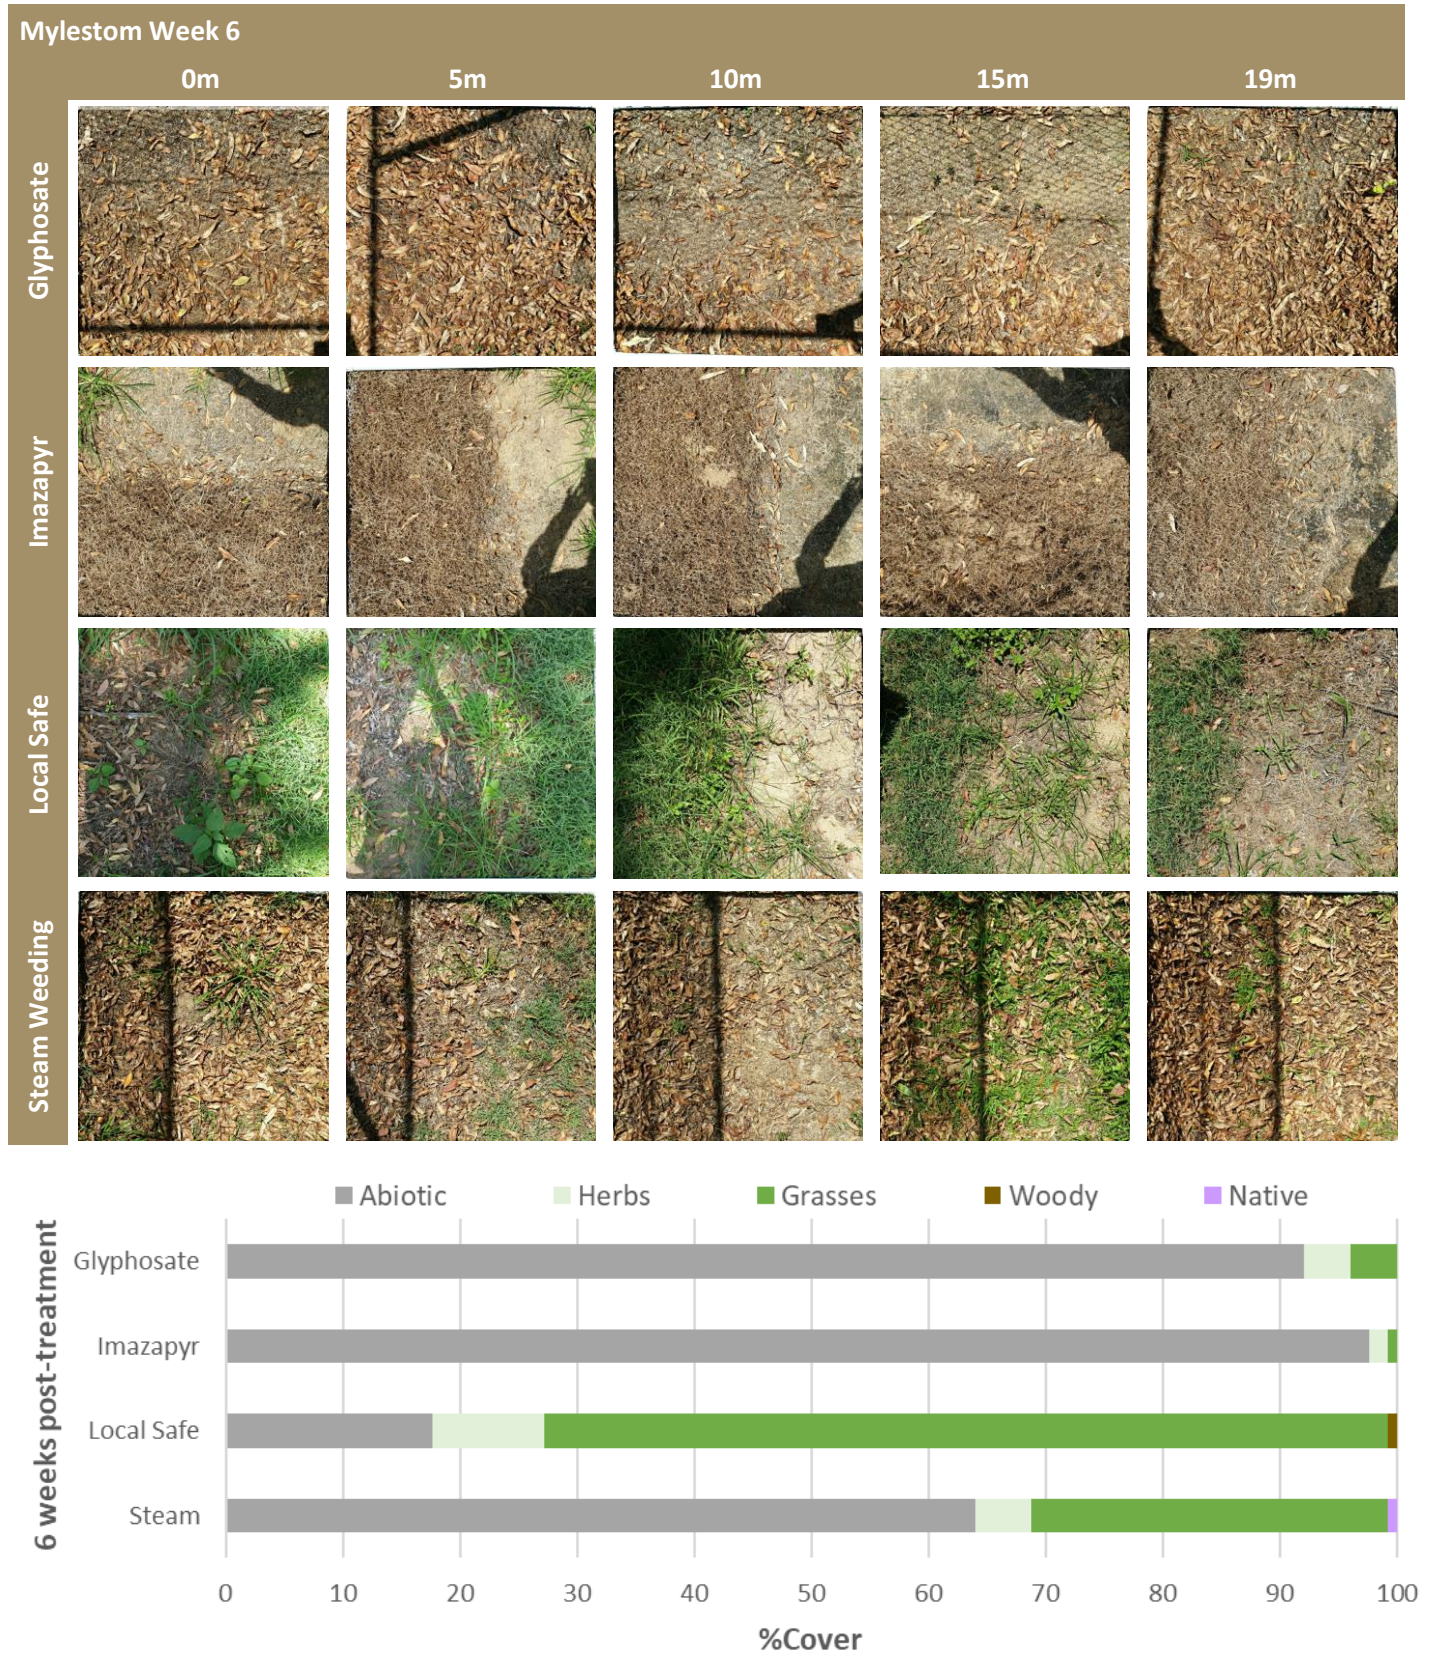 Mylestom Week 6
0m 5m 10m 15m 19m
Glyphosate
Imazapyr
Local Safe
Steam Weeding
Abiotic Herbs Grasses Woody Native
6 weeks post-treatment
Glyphosate
Imazapyr
Local Safe
Steam
0 10 20 30 40 50 60 70 80 90 100
%Cover